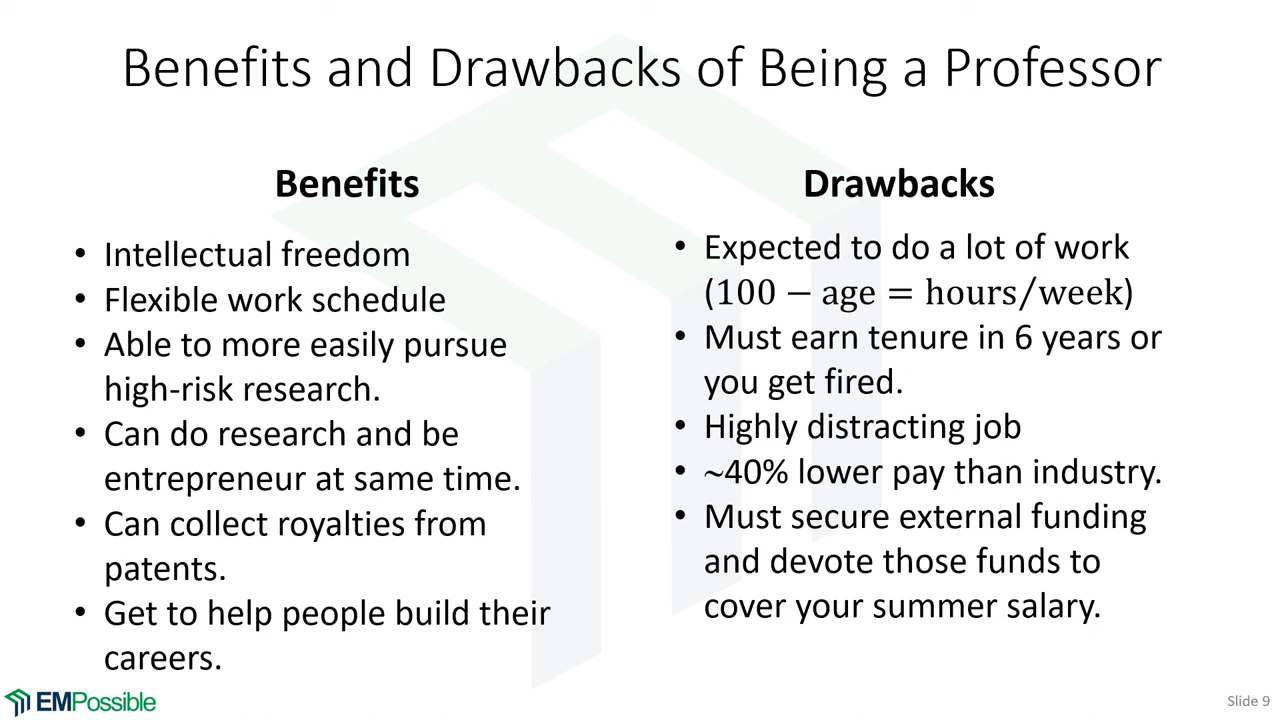 Benefits and Drawbacks of Being a Professor
Benefits
• Intellectual freedom
• Flexible work schedule
• Able to more easily pursue
high-risk research.
• Can do research and be
entrepreneur at same time.
• Can collect royalties from
patents.
• Get to help people build their
careers.
Drawbacks
• Expected to do a lot of work
(100 − age = hours/week)
• Must earn tenure in 6 years or
you get fired.
• Highly distracting job
• ~40% lower pay than industry.
• Must secure external funding
and devote those funds to
cover your summer salary.
EMPossible
Slide 9